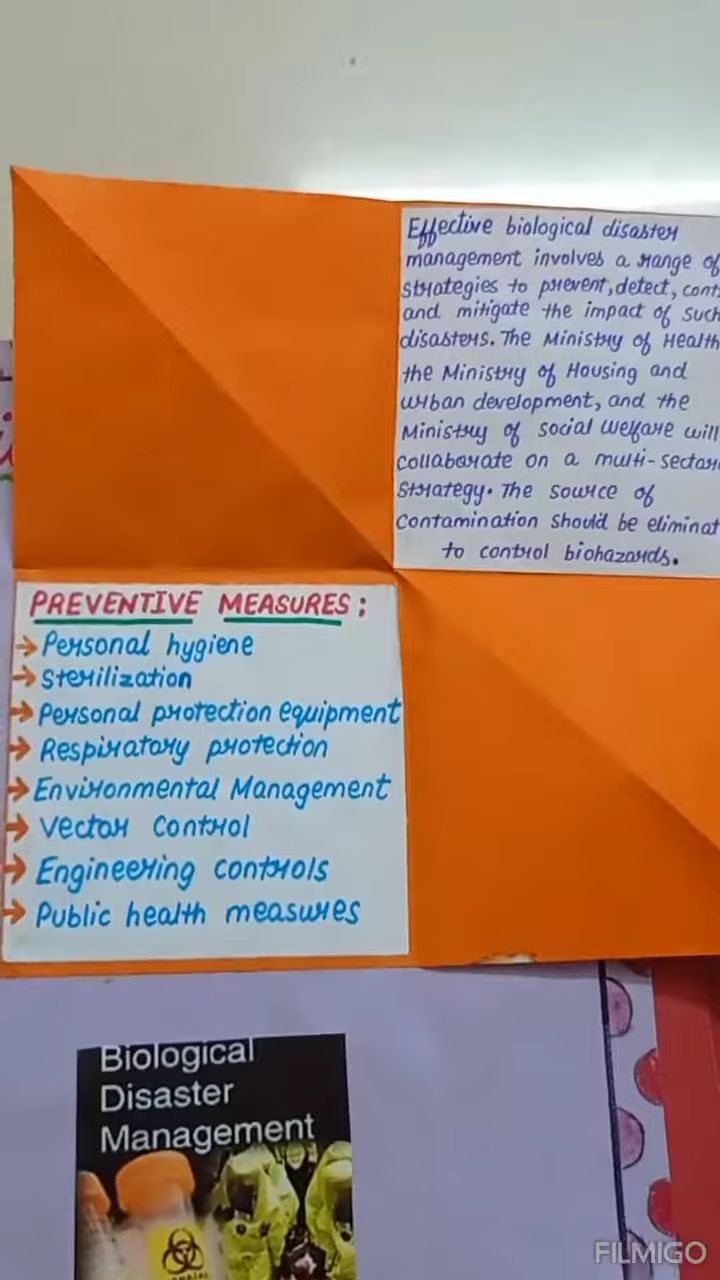 Effective biological disaster
management involves a range of
strategies to prevent, detect,
and mitigate the impact of such
disasters. The Ministry of Health
the Ministry of Housing and
urban development, and the
Ministry of social welfare will
collaborate on a
strategy. The source of
contamination should be
to control biohazards.
PREVENTIVE MEASURES:
→ Personal hygiene
→ Sterilization
→ Personal protection equipment
→ Respiratory protection
→ Environmental Management
→ Vector control
→ Engineering controls
→ Public health measures
Biological
Disaster
Management
FILMIGO